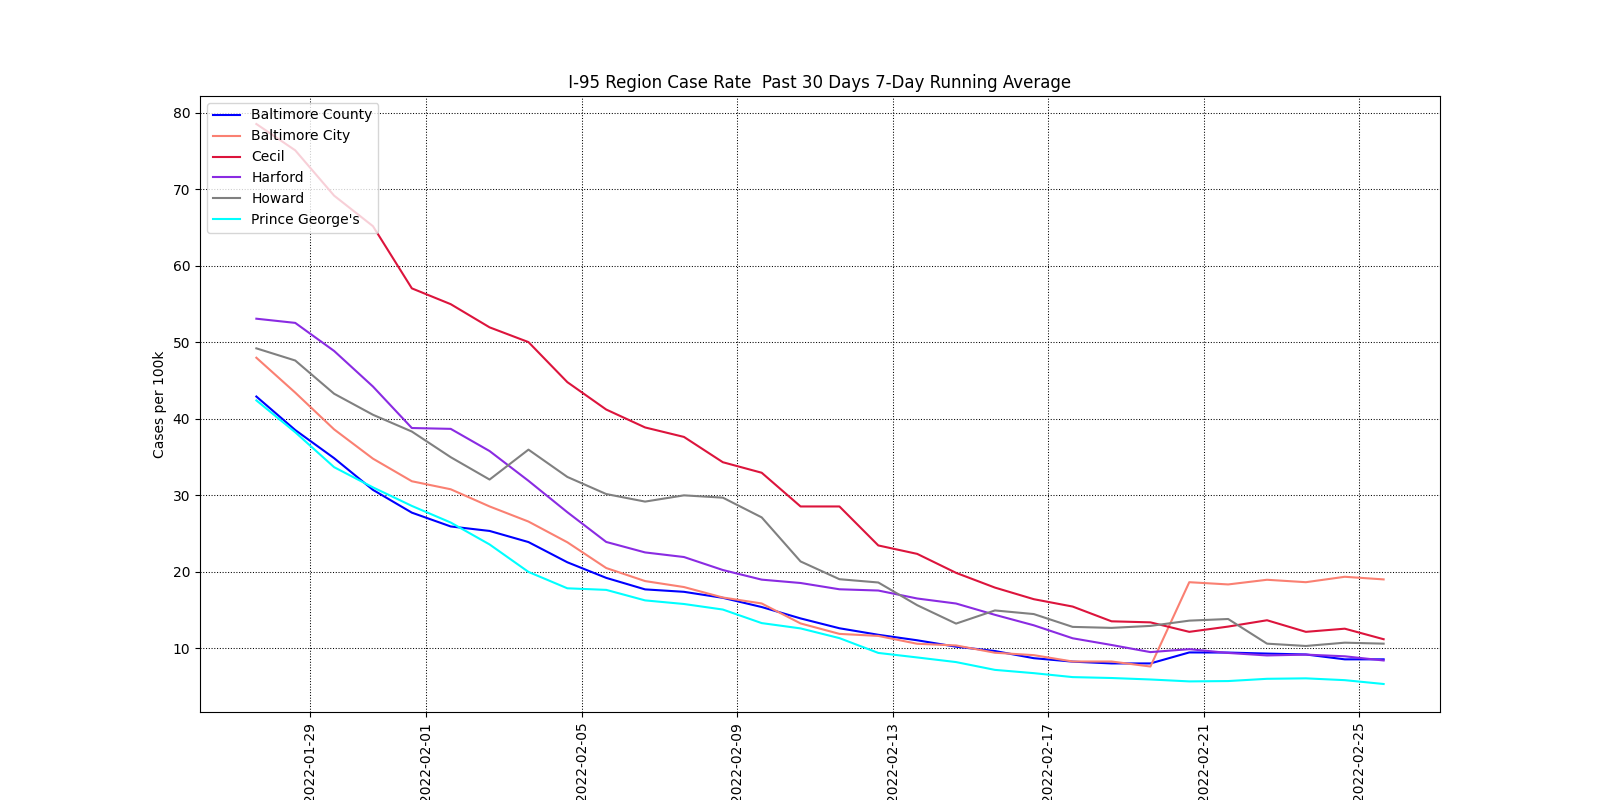 I-95 Region Case Rate  Past 30 Days 7-Day Running Average
Baltimore County
Baltimore City
Cecil
Harford
Howard
Prince George's
Cases per 100k
80
70
60
50
40
30
20
10
2022-01-29
2022-02-01
2022-02-05
2022-02-09
2022-02-13
2022-02-17
2022-02-21
2022-02-25